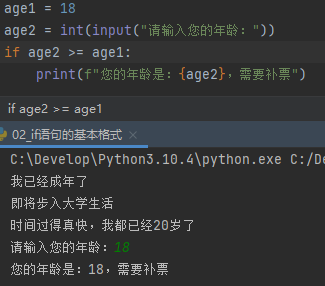 age1 = 18
age2 = int(input("请输入您的年龄："))
if age2 >= age1:
    print(f"您的年龄是：{age2}，需要补票")
if age2 >= age1
02_if语句的基本格式 ×
C:\Develop\Python3.10.4\python.exe C:/De
我已经成年了
即将步入大学生活
时间过得真快，我都已经20岁了
请输入您的年龄：18
您的年龄是：18，需要补票